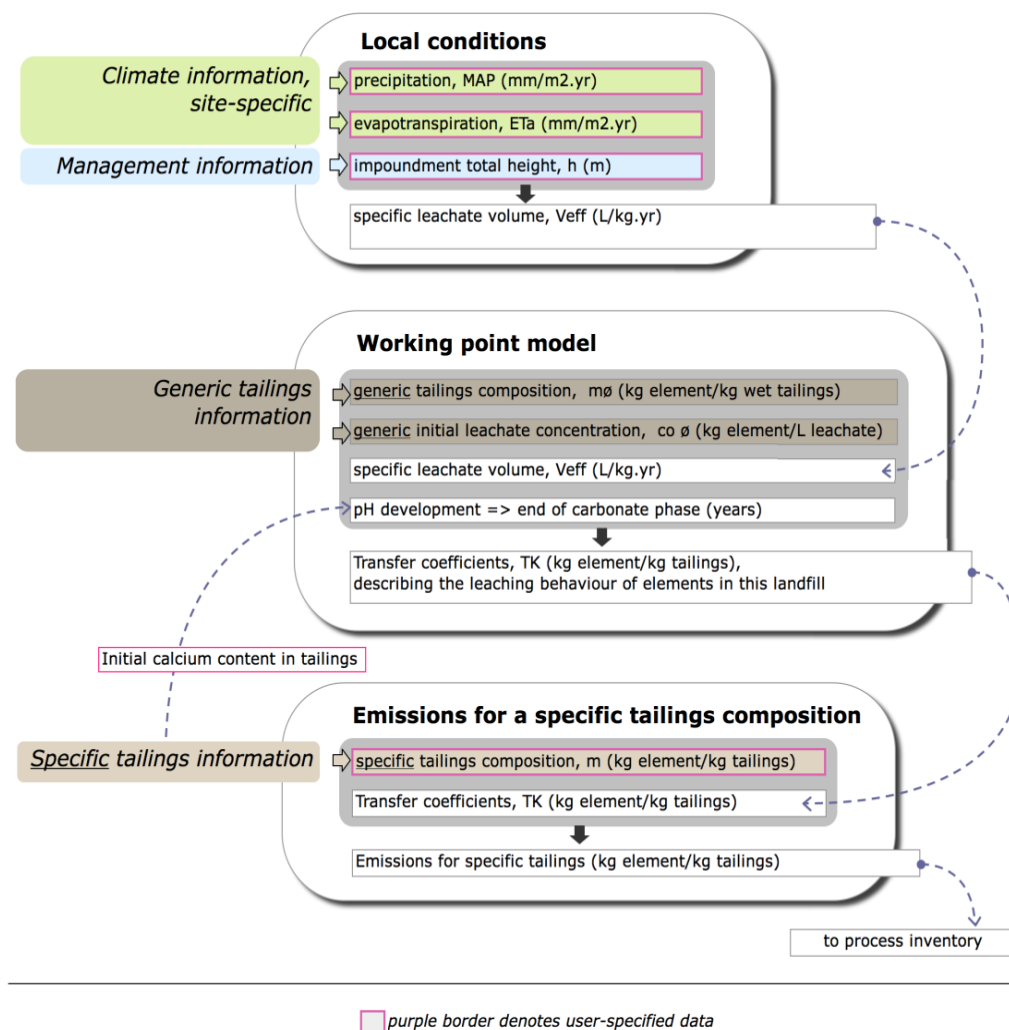 Local conditions
Climate information,
site-specific
precipitation, MAP (mm/m2.yr)
evapotranspiration, ETa (mm/m2.yr)
Management information
impoundment total height, h (m)
specific leachate volume, Veff (L/kg.yr)
Working point model
Generic tailings
information
generic tailings composition, mø (kg element/kg wet tailings)
generic initial leachate concentration, co ø (kg element/L leachate)
specific leachate volume, Veff (L/kg.yr)
pH development => end of carbonate phase (years)
Transfer coefficients, TK (kg element/kg tailings),
describing the leaching behaviour of elements in this landfill
Initial calcium content in tailings
Emissions for a specific tailings composition
Specific tailings information
specific tailings composition, m (kg element/kg tailings)
Transfer coefficients, TK (kg element/kg tailings)
Emissions for specific tailings (kg element/kg tailings)
to process inventory
purple border denotes user-specified data